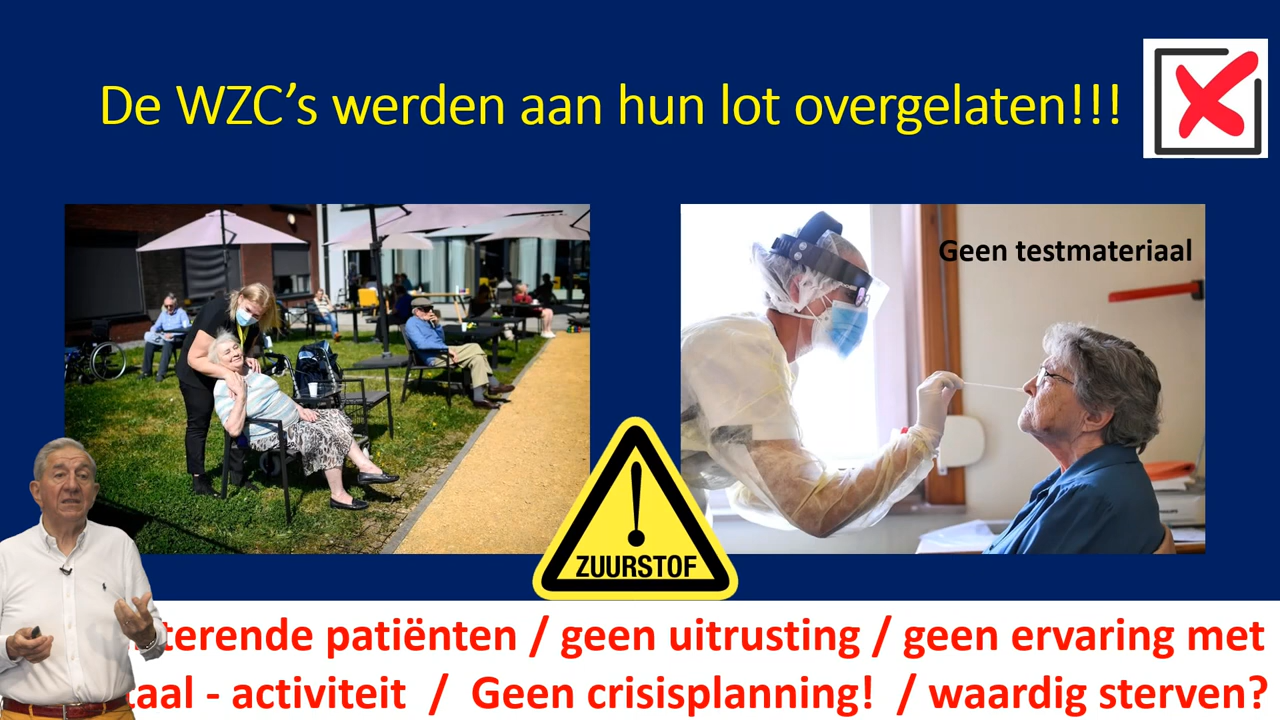 De WZC’s werden aan hun lot overgelaten!!!
Geen testmateriaal
ZUURSTOF
patiënten / geen uitrusting / geen ervaring met
- activiteit / Geen crisisplanning! / waardig sterven?